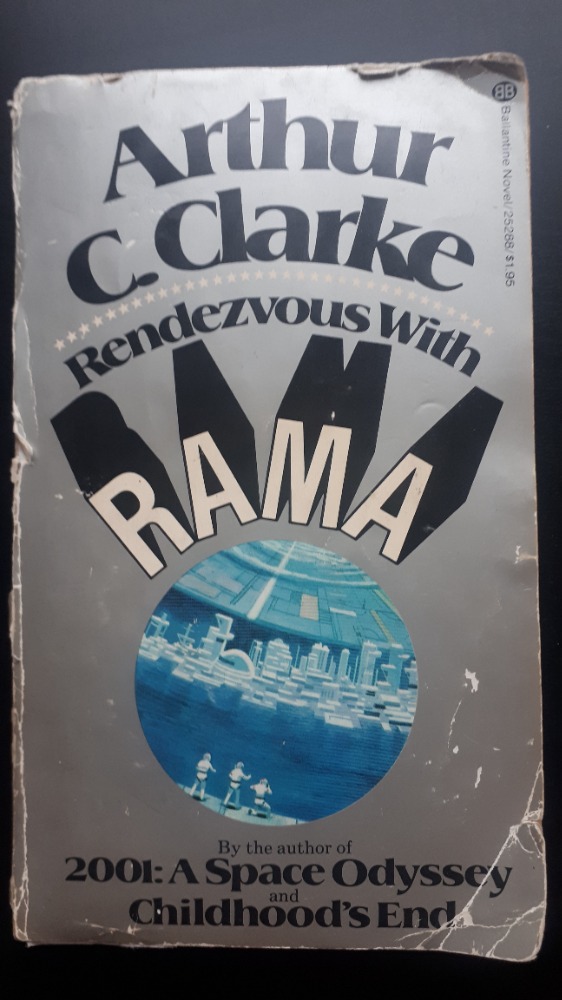 BB Ballantine Novel/25288/$1.95
Arthur
C. Clarke
Rendezvous With
RAMA
By the author of
2001: A Space Odyssey
and
Childhood's End